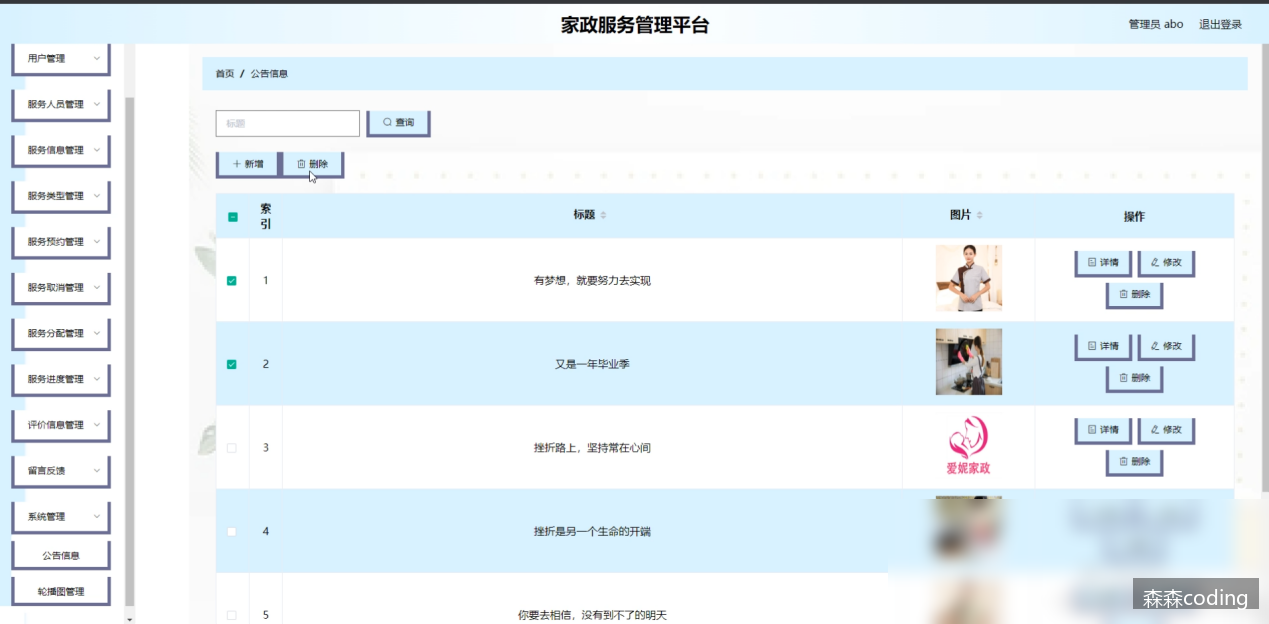 家政服务管理平台
管理员 abo 退出登录
用户管理
服务人员管理
服务信息管理
服务类型管理
服务预约管理
服务取消管理
服务分配管理
服务进度管理
评价信息管理
留言反馈
系统管理
公告信息
轮播图管理
首页 / 公告信息
标题
查询
新增 删除
索引 标题 图片 操作
1 有梦想，就要努力去实现 详情 修改
删除
2 又是一年毕业季 详情 修改
删除
3 挫折路上，坚持常在心间 爱妮家政 详情 修改
删除
4 挫折是另一个生命的开端
5 你要去相信，没有到不了的明天
森森coding